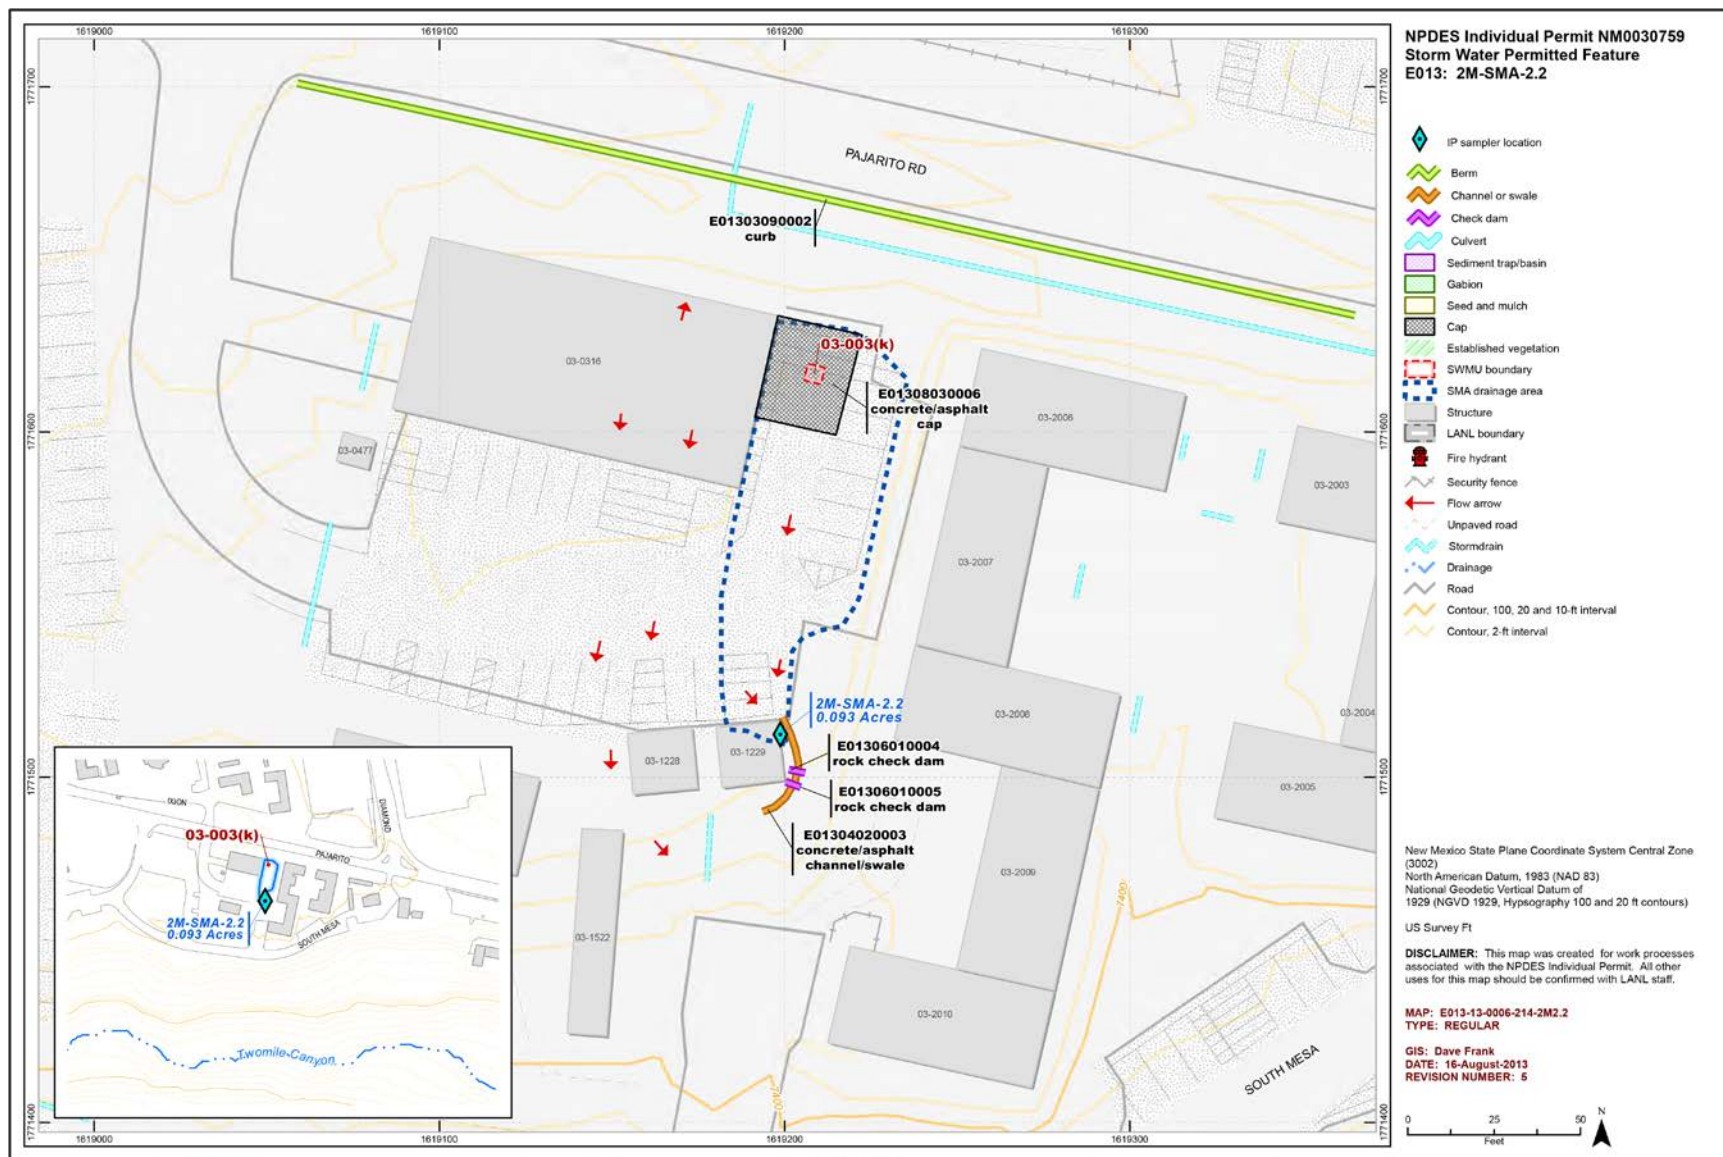 1619000
1619100
1619200
1619300
1771700
1771700
PAJARITO RD
E01303090002
curb
03-003(k)
03-0316
E01308030006
concrete/asphalt
cap
03-2006
03-0477
03-2003
03-2007
2M-SMA-2.2
0.093 Acres
03-2008
03-2004
E01306010004
rock check dam
03-1228
03-1229
E01306010005
rock check dam
03-2005
E01304020003
concrete/asphalt
channel/swale
03-2009
7400
03-1522
03-2010
SOUTH MESA
7400
1771600
1771600
1771500
1771500
1771400
1771400
1619000
1619100
1619200
1619300
DIAMOND
03-003(k)
PAJARITO
2M-SMA-2.2
0.093 Acres
SOUTH MESA
Twomile Canyon
NPDES Individual Permit NM0030759
Storm Water Permitted Feature
E013: 2M-SMA-2.2
IP sampler location
Berm
Channel or swale
Check dam
Culvert
Sediment trap/basin
Gabion
Seed and mulch
Cap
Established vegetation
SWMU boundary
SMA drainage area
Structure
LANL boundary
Fire hydrant
Security fence
Flow arrow
Unpaved road
Stormdrain
Drainage
Road
Contour, 100, 20 and 10-ft interval
Contour, 2-ft interval
New Mexico State Plane Coordinate System Central Zone
(3002)
North American Datum, 1983 (NAD 83)
National Geodetic Vertical Datum of
1929 (NGVD 1929, Hypsography 100 and 20 ft contours)
US Survey Ft
DISCLAIMER: This map was created for work processes
associated with the NPDES Individual Permit. All other
uses for this map should be confirmed with LANL staff.
MAP: E013-13-0006-214-2M2.2
TYPE: REGULAR
GIS: Dave Frank
DATE: 16-August-2013
REVISION NUMBER: 5
0 25 50
Feet
N